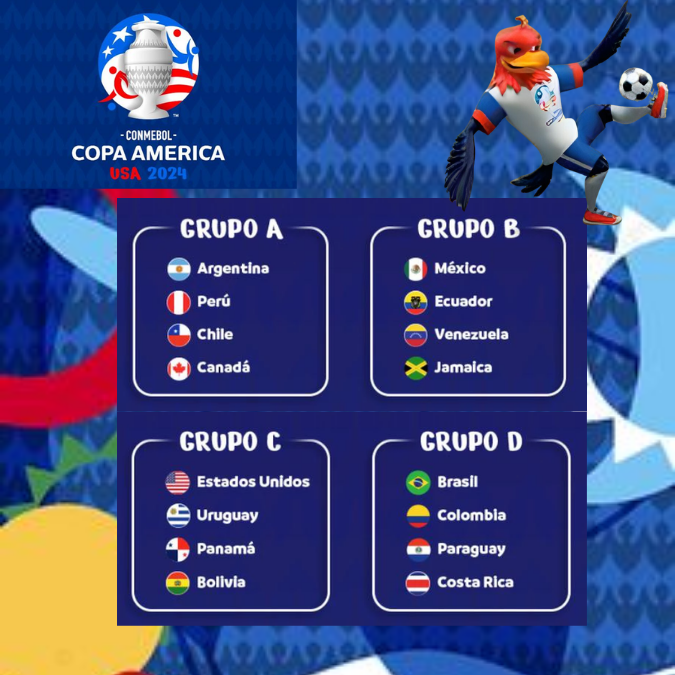 - CONMEBOL -
COPA AMERICA
USA 2024
TM
GRUPO A
Argentina
Perú
Chile
Canadá
GRUPO B
México
Ecuador
Venezuela
Jamaica
GRUPO C
Estados Unidos
Uruguay
Panamá
Bolivia
GRUPO D
Brasil
Colombia
Paraguay
Costa Rica